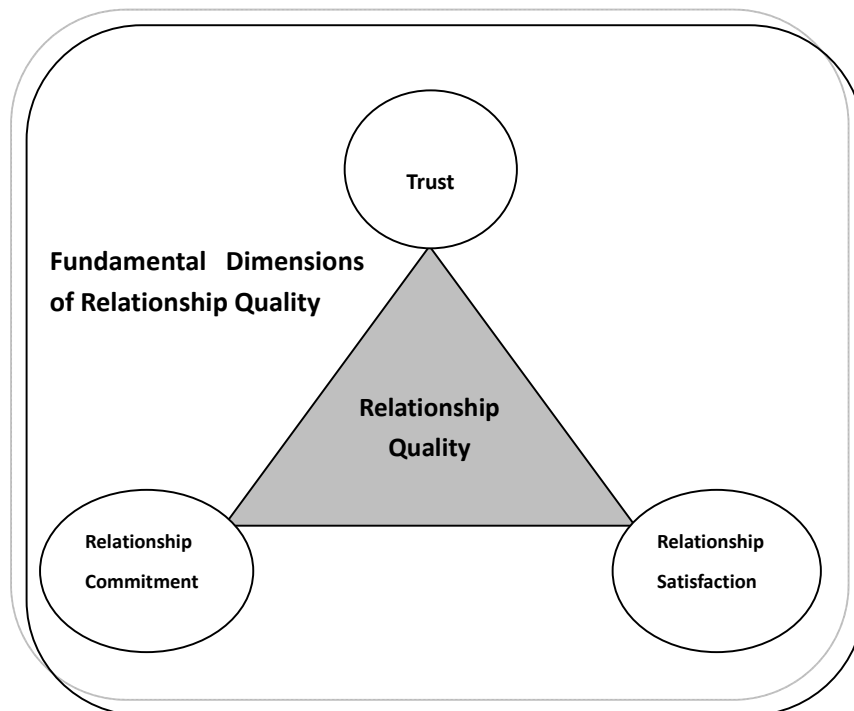 Trust
Fundamental Dimensions
of Relationship Quality
Relationship
Quality
Relationship
Commitment
Relationship
Satisfaction